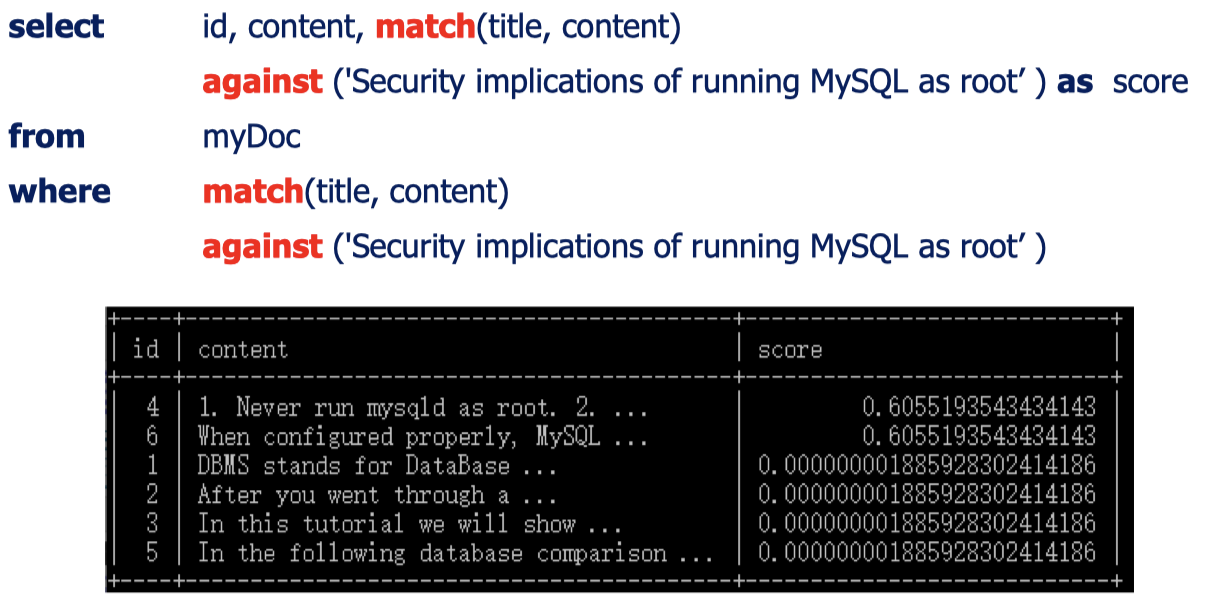 select id, content, match(title, content)
against ('Security implications of running MySQL as root’ ) as score
from myDoc
where match(title, content)
against ('Security implications of running MySQL as root’ )
+----+------------------------------------------+-----------------------------+
| id | content | score |
+----+------------------------------------------+-----------------------------+
| 4 | 1. Never run mysqld as root. 2. ... | 0.6055193543434143 |
| 6 | When configured properly, MySQL ... | 0.6055193543434143 |
| 1 | DBMS stands for DataBase ... | 0.000000001885928302414186 |
| 2 | After you went through a ... | 0.000000001885928302414186 |
| 3 | In this tutorial we will show ... | 0.000000001885928302414186 |
| 5 | In the following database comparison ... | 0.000000001885928302414186 |
+----+------------------------------------------+-----------------------------+